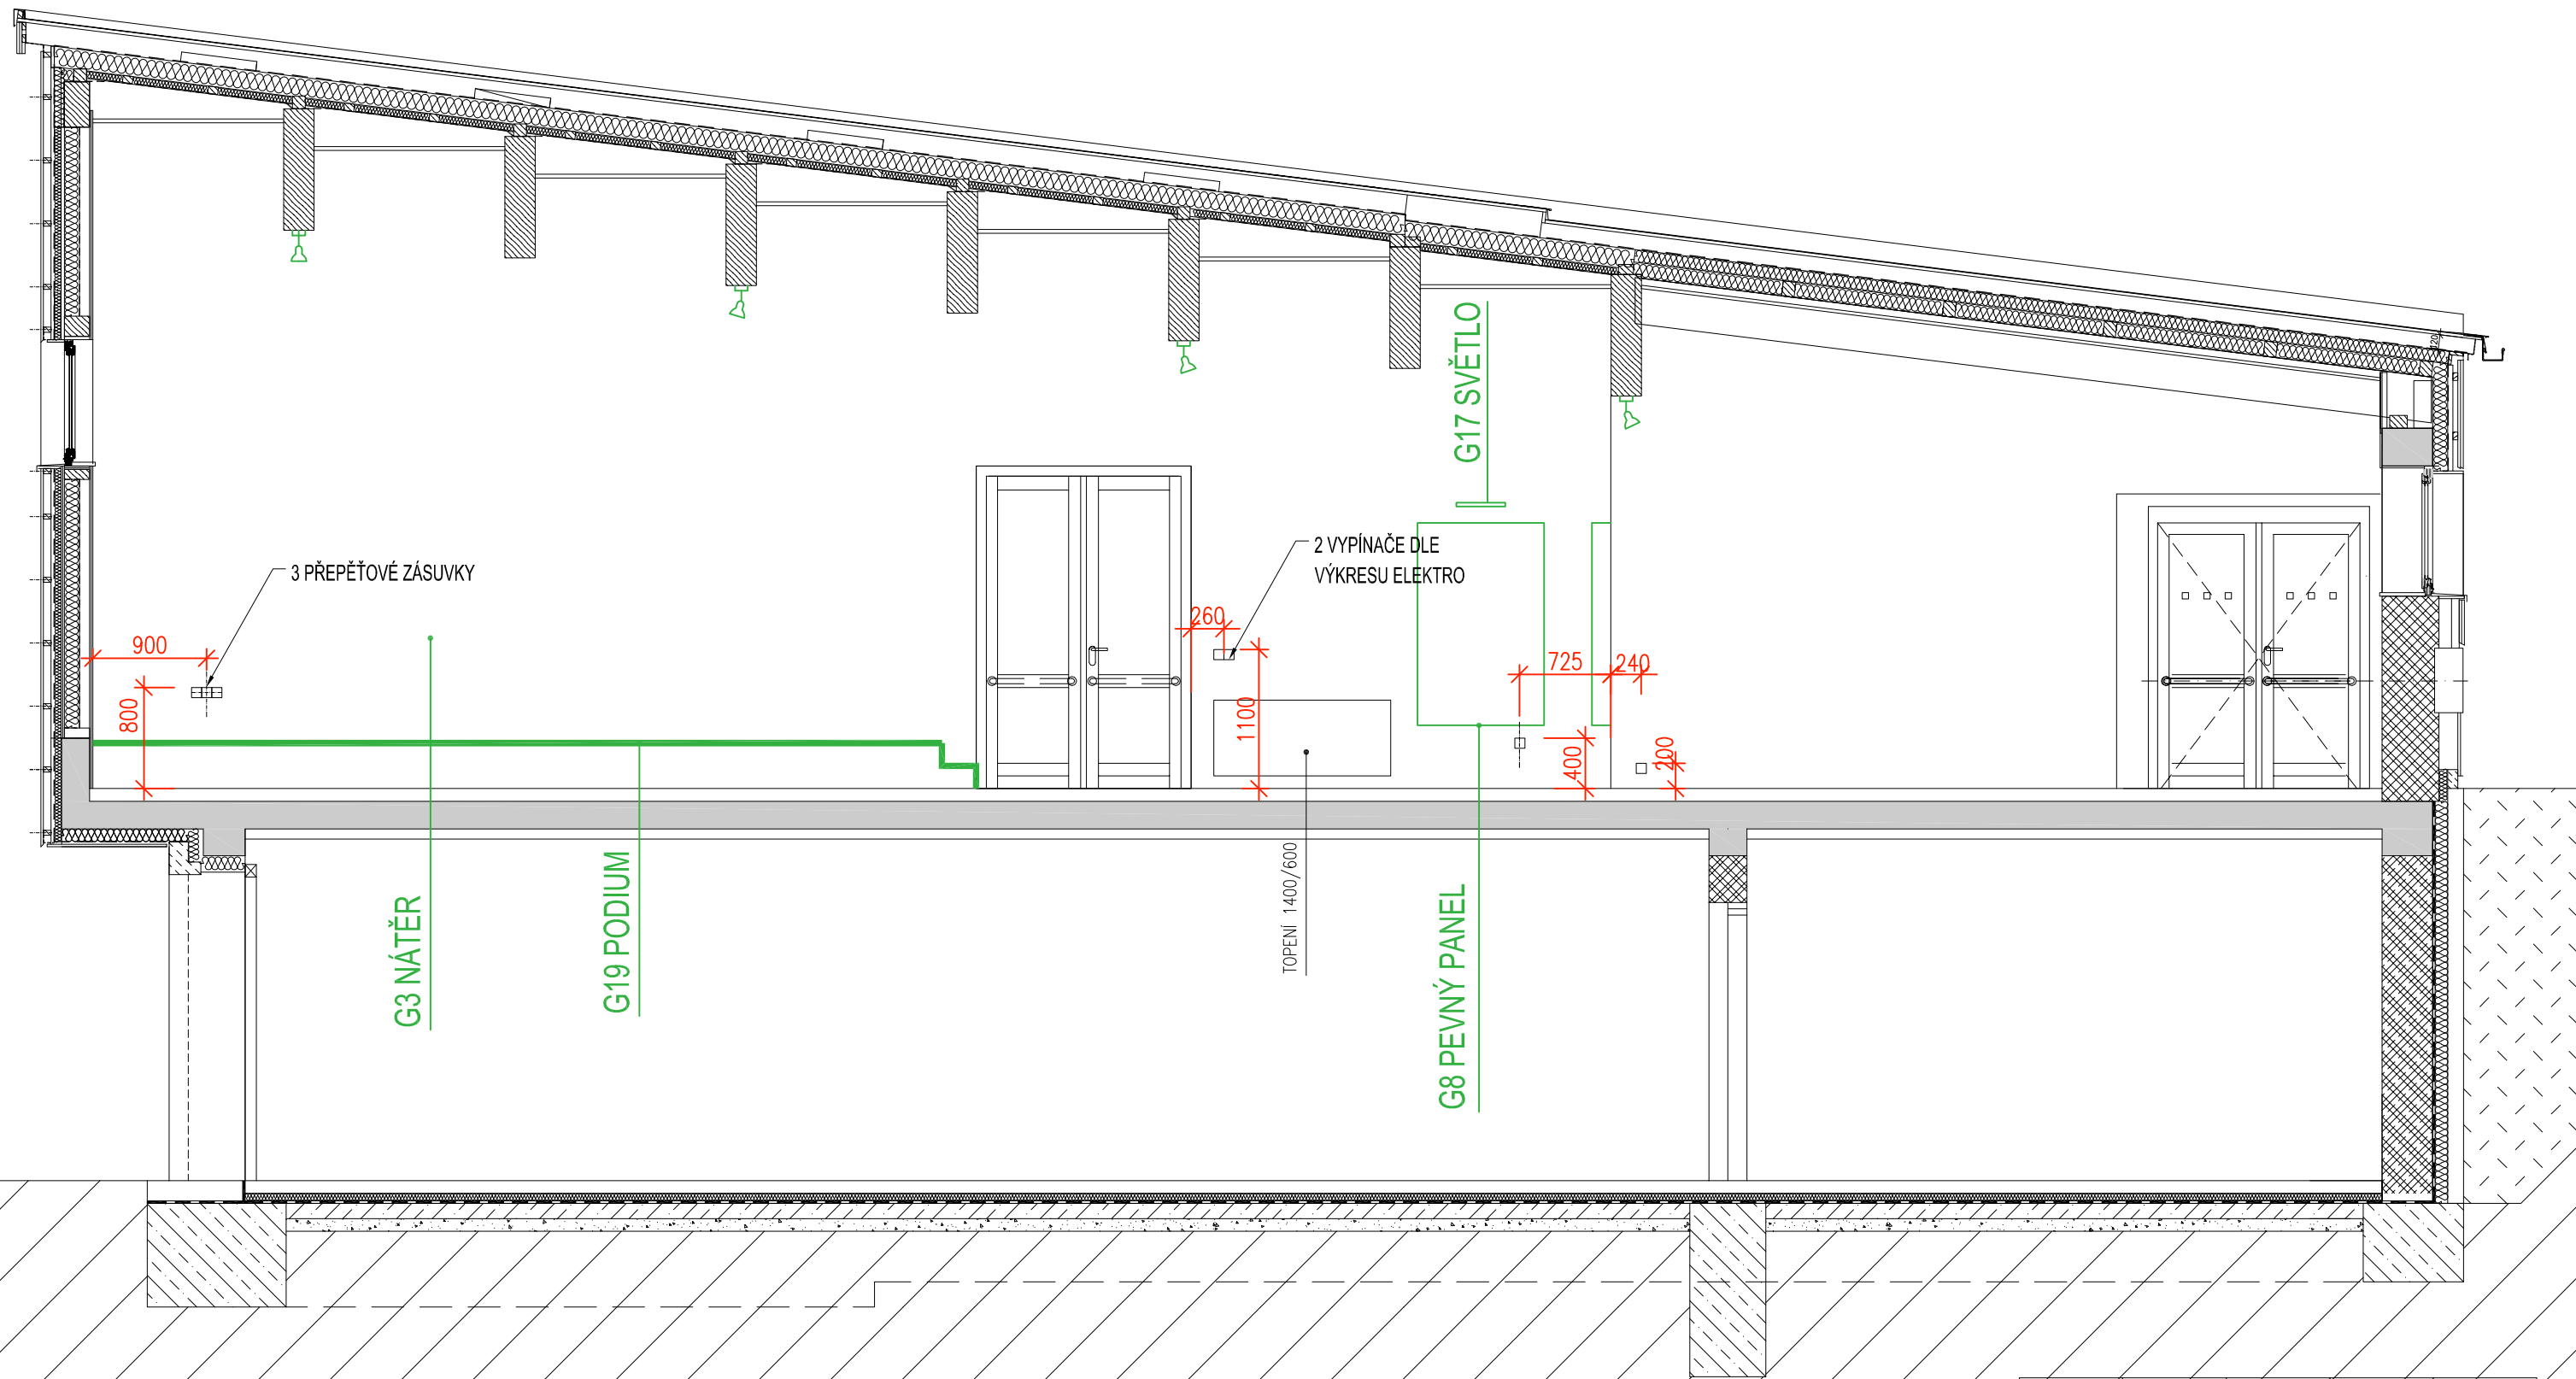 120
G17 SVĚTLO
2 VYPÍNAČE DLE
VÝKRESU ELEKTRO
3 PŘEPĚŤOVÉ ZÁSUVKY
260
900
725
240
800
1100
400
200
TOPENÍ 1400/600
G3 NÁTĚR
G19 PODIUM
G8 PEVNÝ PANEL